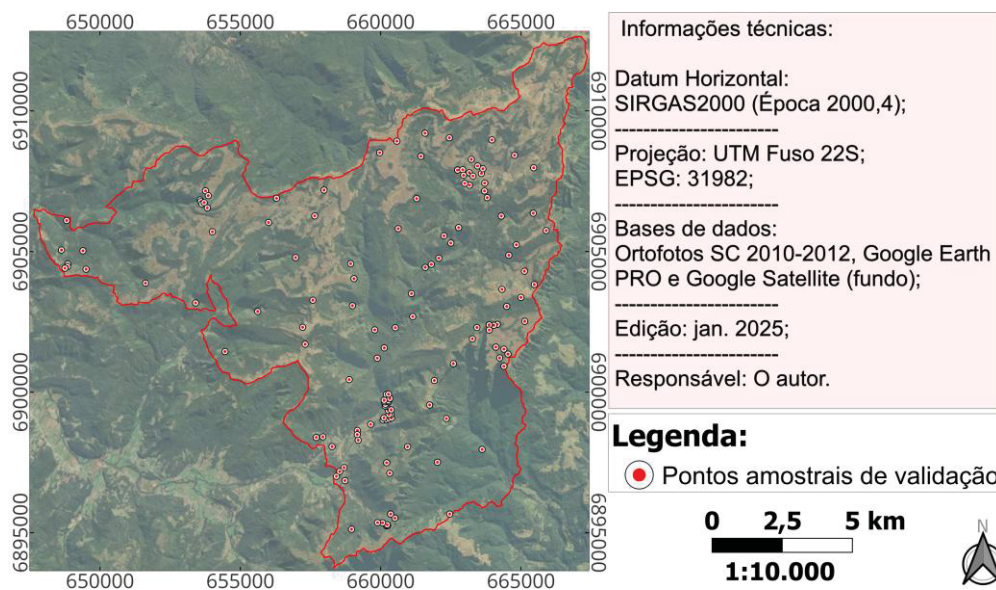 650000 655000 660000 665000
6910000
6905000
6900000
6895000
650000 655000 660000 665000
6910000
6905000
6900000
6895000
Informações técnicas:
Datum Horizontal:
SIRGAS2000 (Época 2000,4);
-----------------------
Projeção: UTM Fuso 22S;
EPSG: 31982;
-----------------------
Bases de dados:
Ortofotos SC 2010-2012, Google Earth
PRO e Google Satellite (fundo);
-----------------------
Edição: jan. 2025;
-----------------------
Responsável: O autor.
Legenda:
Pontos amostrais de validação
0 2,5 5 km
1:10.000
N